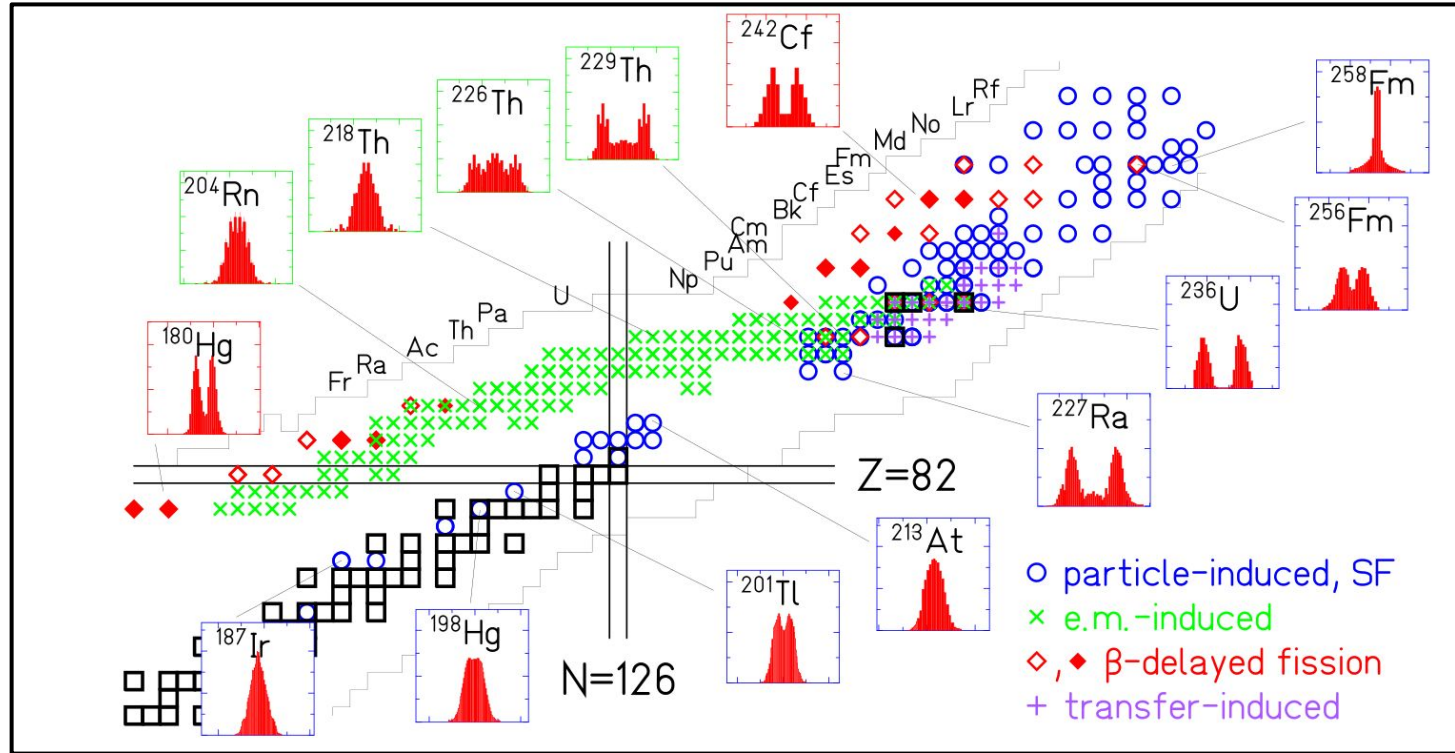 ²⁴²Cf
²²⁹Th
²²⁶Th
²¹⁸Th
²⁰⁴Rn
¹⁸⁰Hg
²⁵⁸Fm
²⁵⁶Fm
²³⁶U
²²⁷Ra
²¹³At
²⁰¹Tl
¹⁹⁸Hg
¹⁸⁷Ir
Rf
Lr
No
Md
Fm
Es
Cf
Bk
Cm
Am
Pu
Np
U
Pa
Th
Ac
Ra
Fr
Z=82
N=126
particle-induced, SF
e.m.-induced
, β-delayed fission
transfer-induced